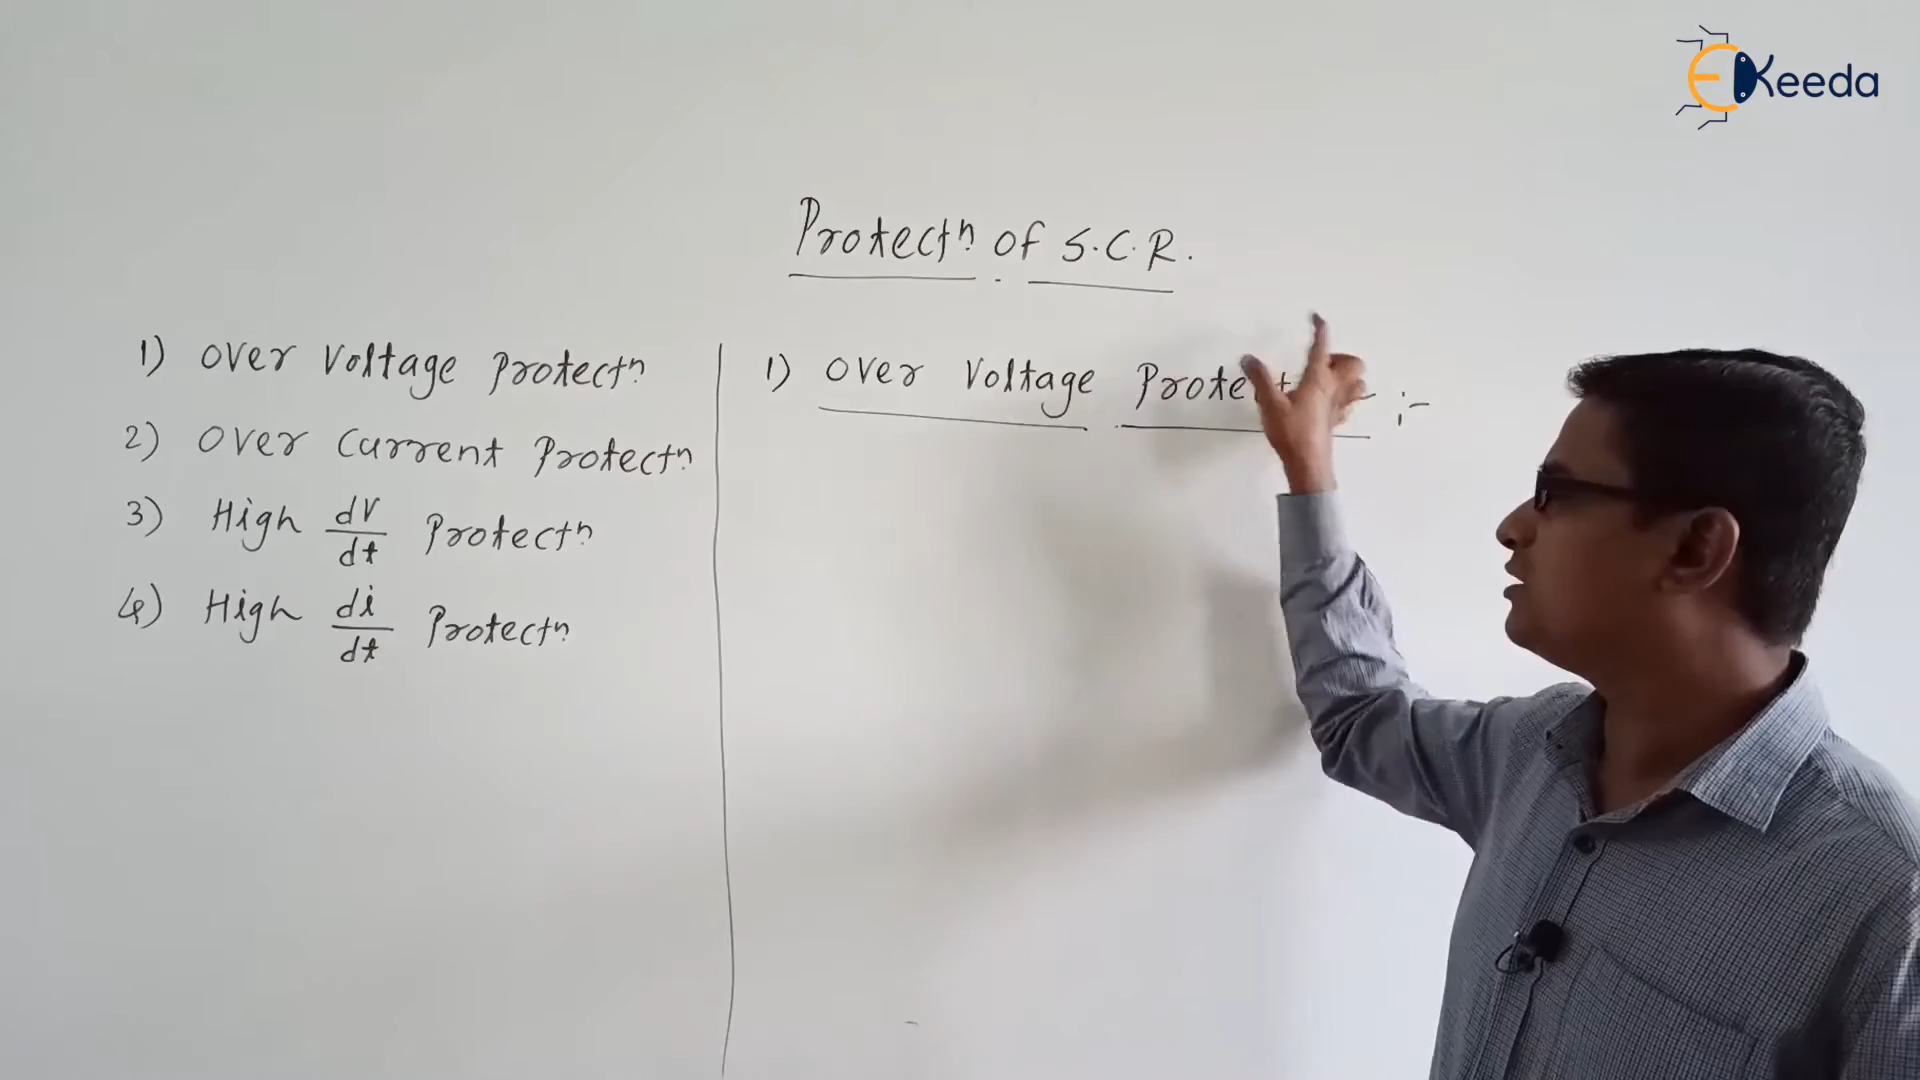 EKeeda
Protectⁿ. of S.C.R.
1) Over Voltage Protectⁿ.
2) Over Current Protectⁿ.
3) High dV/dt Protectⁿ.
4) High di/dt Protectⁿ.
1) Over Voltage :-